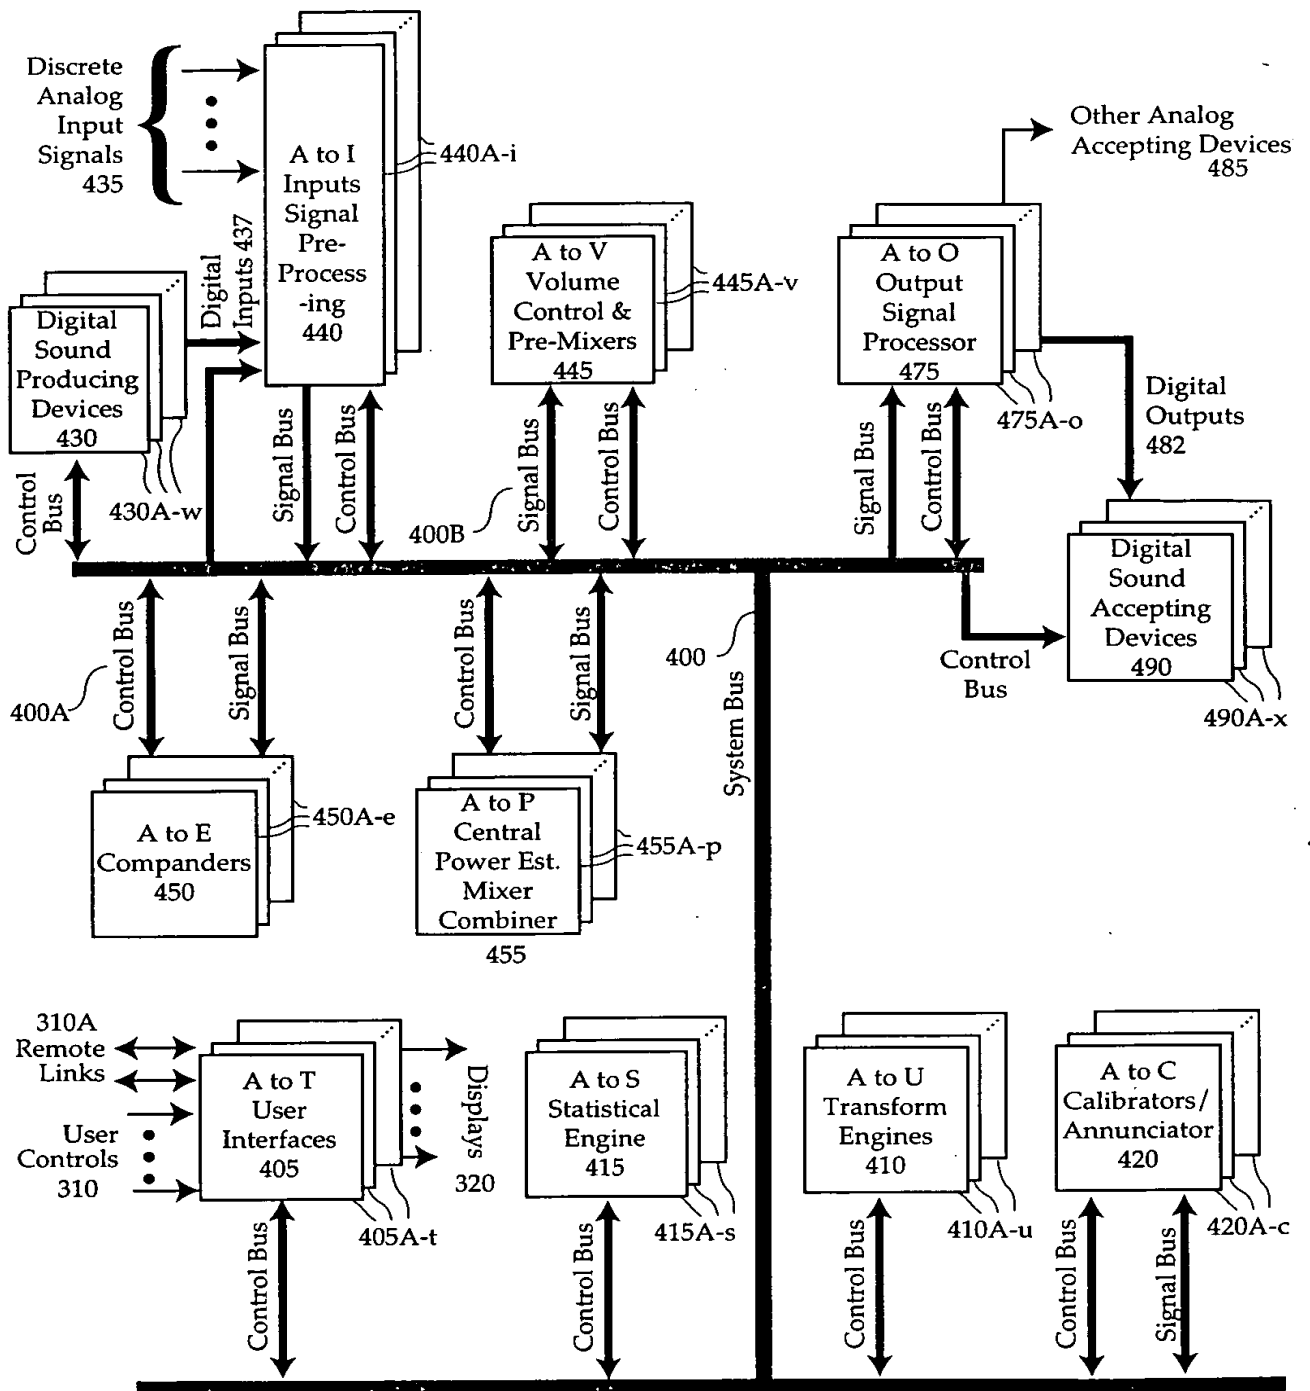 Discrete
Analog
Input
Signals
435
A to I
Inputs
Signal
Pre-
Process
-ing
440
440A-i
Digital
Inputs 437
Digital
Sound
Producing
Devices
430
430A-w
Control
Bus
Signal Bus
Control Bus
A to V
Volume
Control &
Pre-Mixers
445
445A-v
400B
Signal Bus
Control Bus
Other Analog
Accepting Devices
485
A to O
Output
Signal
Processor
475
475A-o
Signal Bus
Control Bus
Digital
Outputs
482
Digital
Sound
Accepting
Devices
490
490A-x
Control
Bus
400A
Control Bus
Signal Bus
A to E
Companders
450
450A-e
Control Bus
Signal Bus
A to P
Central
Power Est.
Mixer
Combiner
455
455A-p
400
System Bus
310A
Remote
Links
User
Controls
310
A to T
User
Interfaces
405
405A-t
Displays
320
Control Bus
A to S
Statistical
Engine
415
415A-s
Control Bus
A to U
Transform
Engines
410
410A-u
Control Bus
A to C
Calibrators/
Annunciator
420
420A-c
Control Bus
Signal Bus